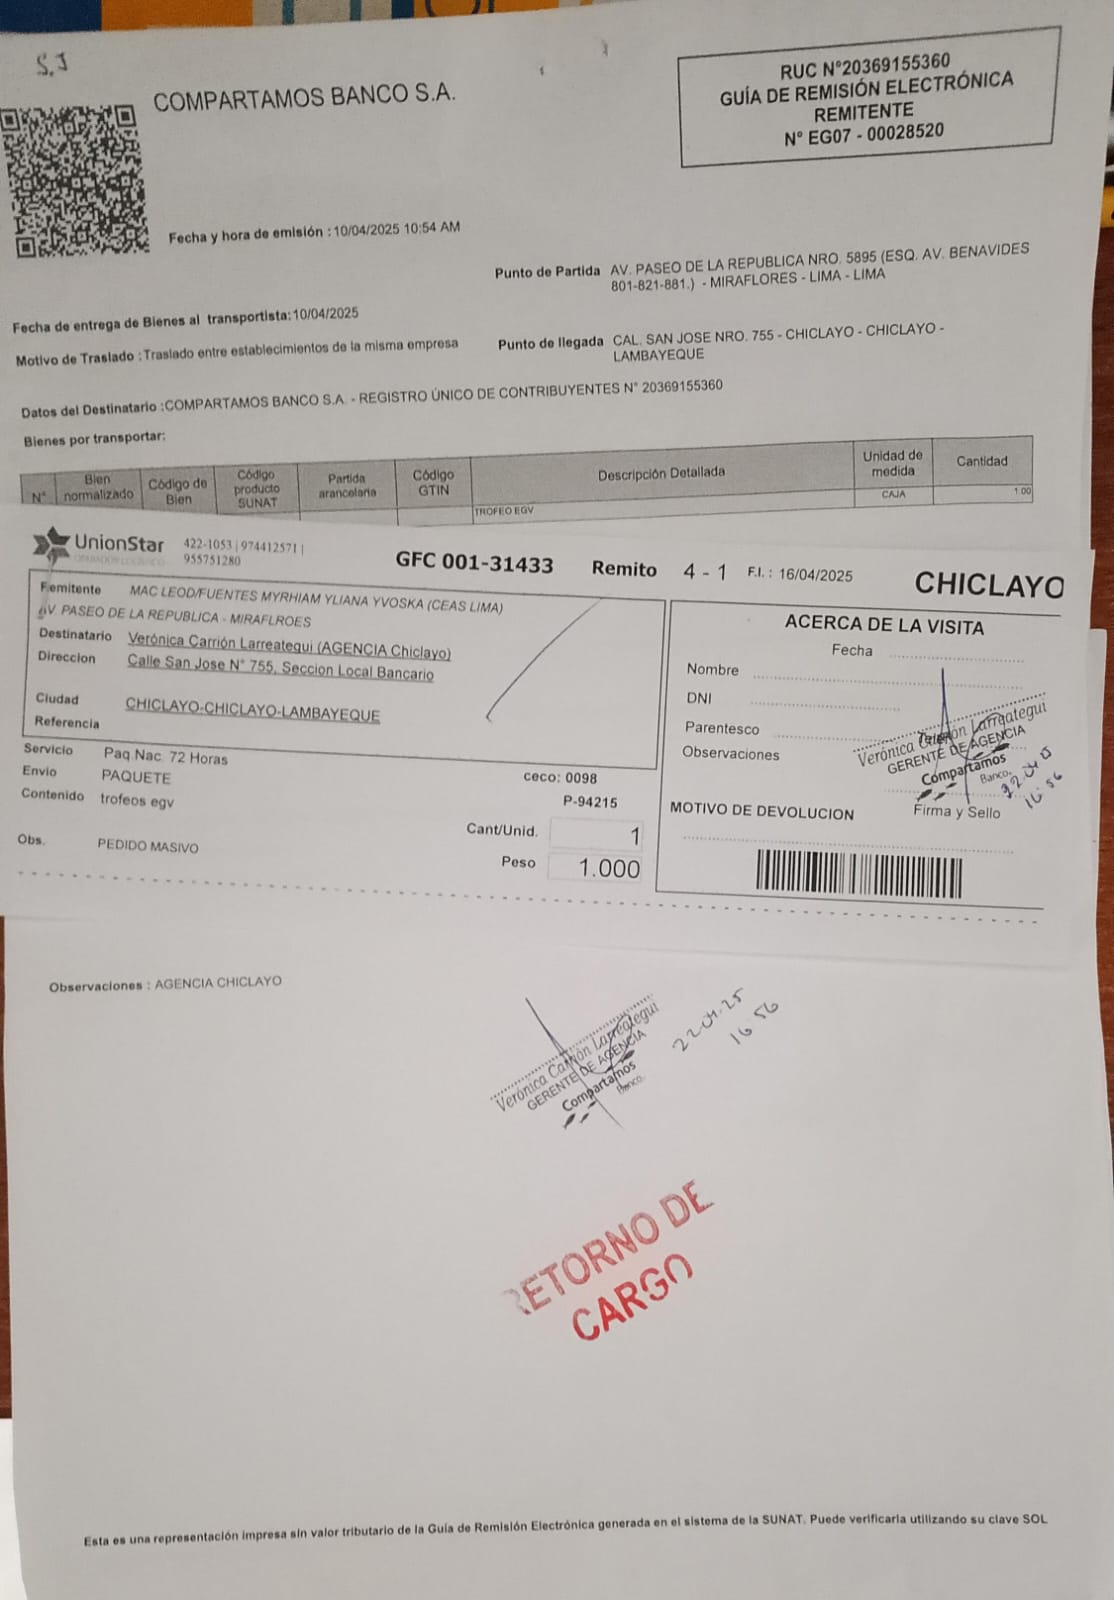 S.J
COMPARTAMOS BANCO S.A.
RUC N°20369155360
GUÍA DE REMISIÓN ELECTRÓNICA
REMITENTE
N° EG07 - 00028520
Fecha y hora de emisión : 10/04/2025 10:54 AM
Punto de Partida AV. PASEO DE LA REPUBLICA NRO. 5895 (ESQ. AV. BENAVIDES
801-821-881.) - MIRAFLORES - LIMA - LIMA
Fecha de entrega de Bienes al transportista: 10/04/2025
Motivo de Traslado : Traslado entre establecimientos de la misma empresa
Punto de llegada CAL. SAN JOSE NRO. 755 - CHICLAYO - CHICLAYO -
LAMBAYEQUE
Datos del Destinatario : COMPARTAMOS BANCO S.A. - REGISTRO ÚNICO DE CONTRIBUYENTES N° 20369155360
Bienes por transportar:
N° Bien normalizado Código de Bien Código producto SUNAT Partida arancelaria Código GTIN Descripción Detallada Unidad de medida Cantidad
TROFEO EGV CAJA 1.00
UnionStar
OPERADOR LOGISTICO
422-1053 | 974412571 |
955751280
GFC 001-31433 Remito 4 - 1 F.I. : 16/04/2025 CHICLAYO
Remitente MAC LEOD/FUENTES MYRHIAM YLIANA YVOSKA (CEAS LIMA)
AV. PASEO DE LA REPUBLICA - MIRAFLROES
Destinatario Verónica Carrión Larreategui (AGENCIA Chiclayo)
Direccion Calle San Jose N° 755, Seccion Local Bancario
Ciudad CHICLAYO-CHICLAYO-LAMBAYEQUE
Referencia
Servicio Paq.Nac. 72 Horas
Envio PAQUETE
Contenido trofeos egv
Obs. PEDIDO MASIVO
ceco: 0098
P-94215
Cant/Unid. 1
Peso 1.000
ACERCA DE LA VISITA
Fecha
Nombre
DNI
Parentesco
Observaciones
Verónica Carrión Larreategui
GERENTE DE AGENCIA
Compartamos
Banco.
22.04.25
16:56
Firma y Sello
MOTIVO DE DEVOLUCION
Observaciones : AGENCIA CHICLAYO
Verónica Carrión Larreategui
GERENTE DE AGENCIA
Compartamos
Banco.
22.04.25
16:56
RETORNO DE
CARGO
Esta es una representación impresa sin valor tributario de la Guía de Remisión Electrónica generada en el sistema de la SUNAT. Puede verificarla utilizando su clave SOL